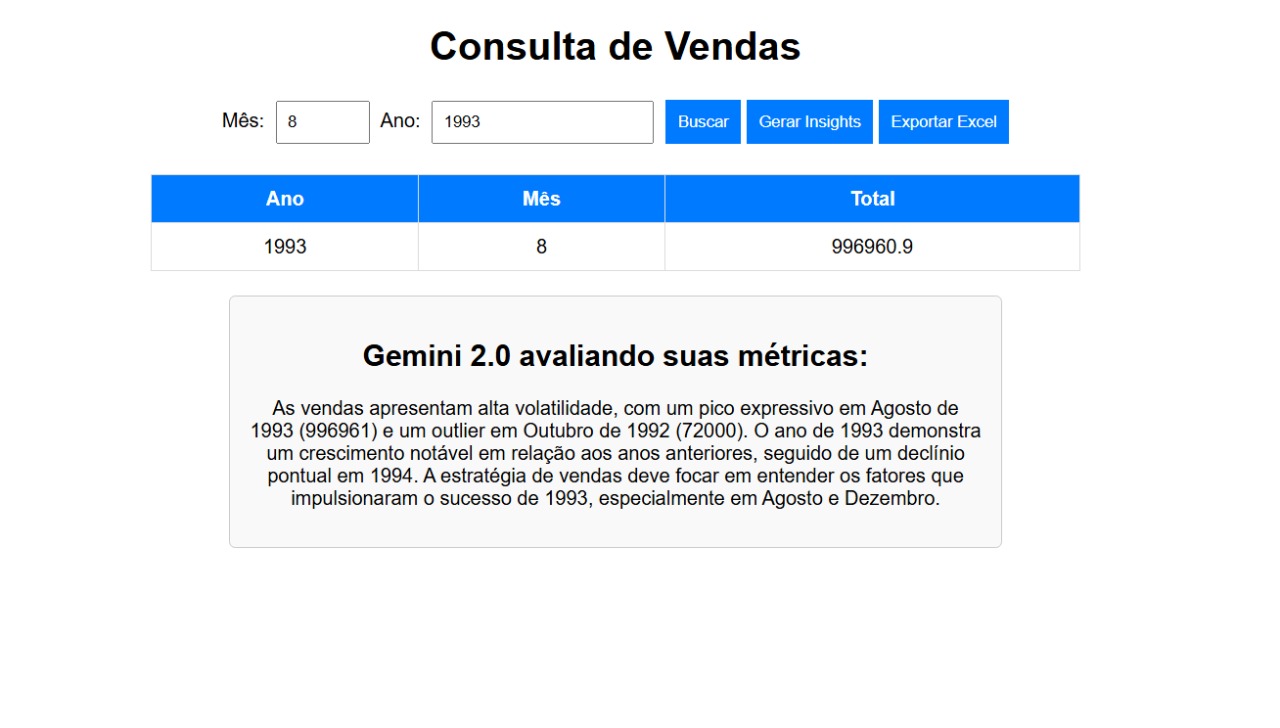 Consulta de Vendas
Mês: 8 Ano: 1993 Buscar Gerar Insights Exportar Excel
Ano Mês Total
1993 8 996960.9
Gemini 2.0 avaliando suas métricas:
As vendas apresentam alta volatilidade, com um pico expressivo em Agosto de
1993 (996961) e um outlier em Outubro de 1992 (72000). O ano de 1993 demonstra
um crescimento notável em relação aos anos anteriores, seguido de um declínio
pontual em 1994. A estratégia de vendas deve focar em entender os fatores que
impulsionaram o sucesso de 1993, especialmente em Agosto e Dezembro.